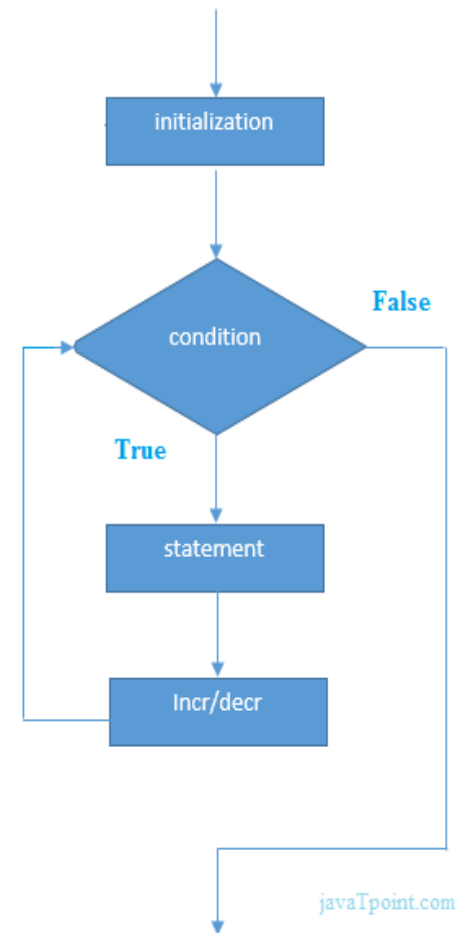 initialization
condition
False
True
statement
Incr/decr
javaTpoint.com